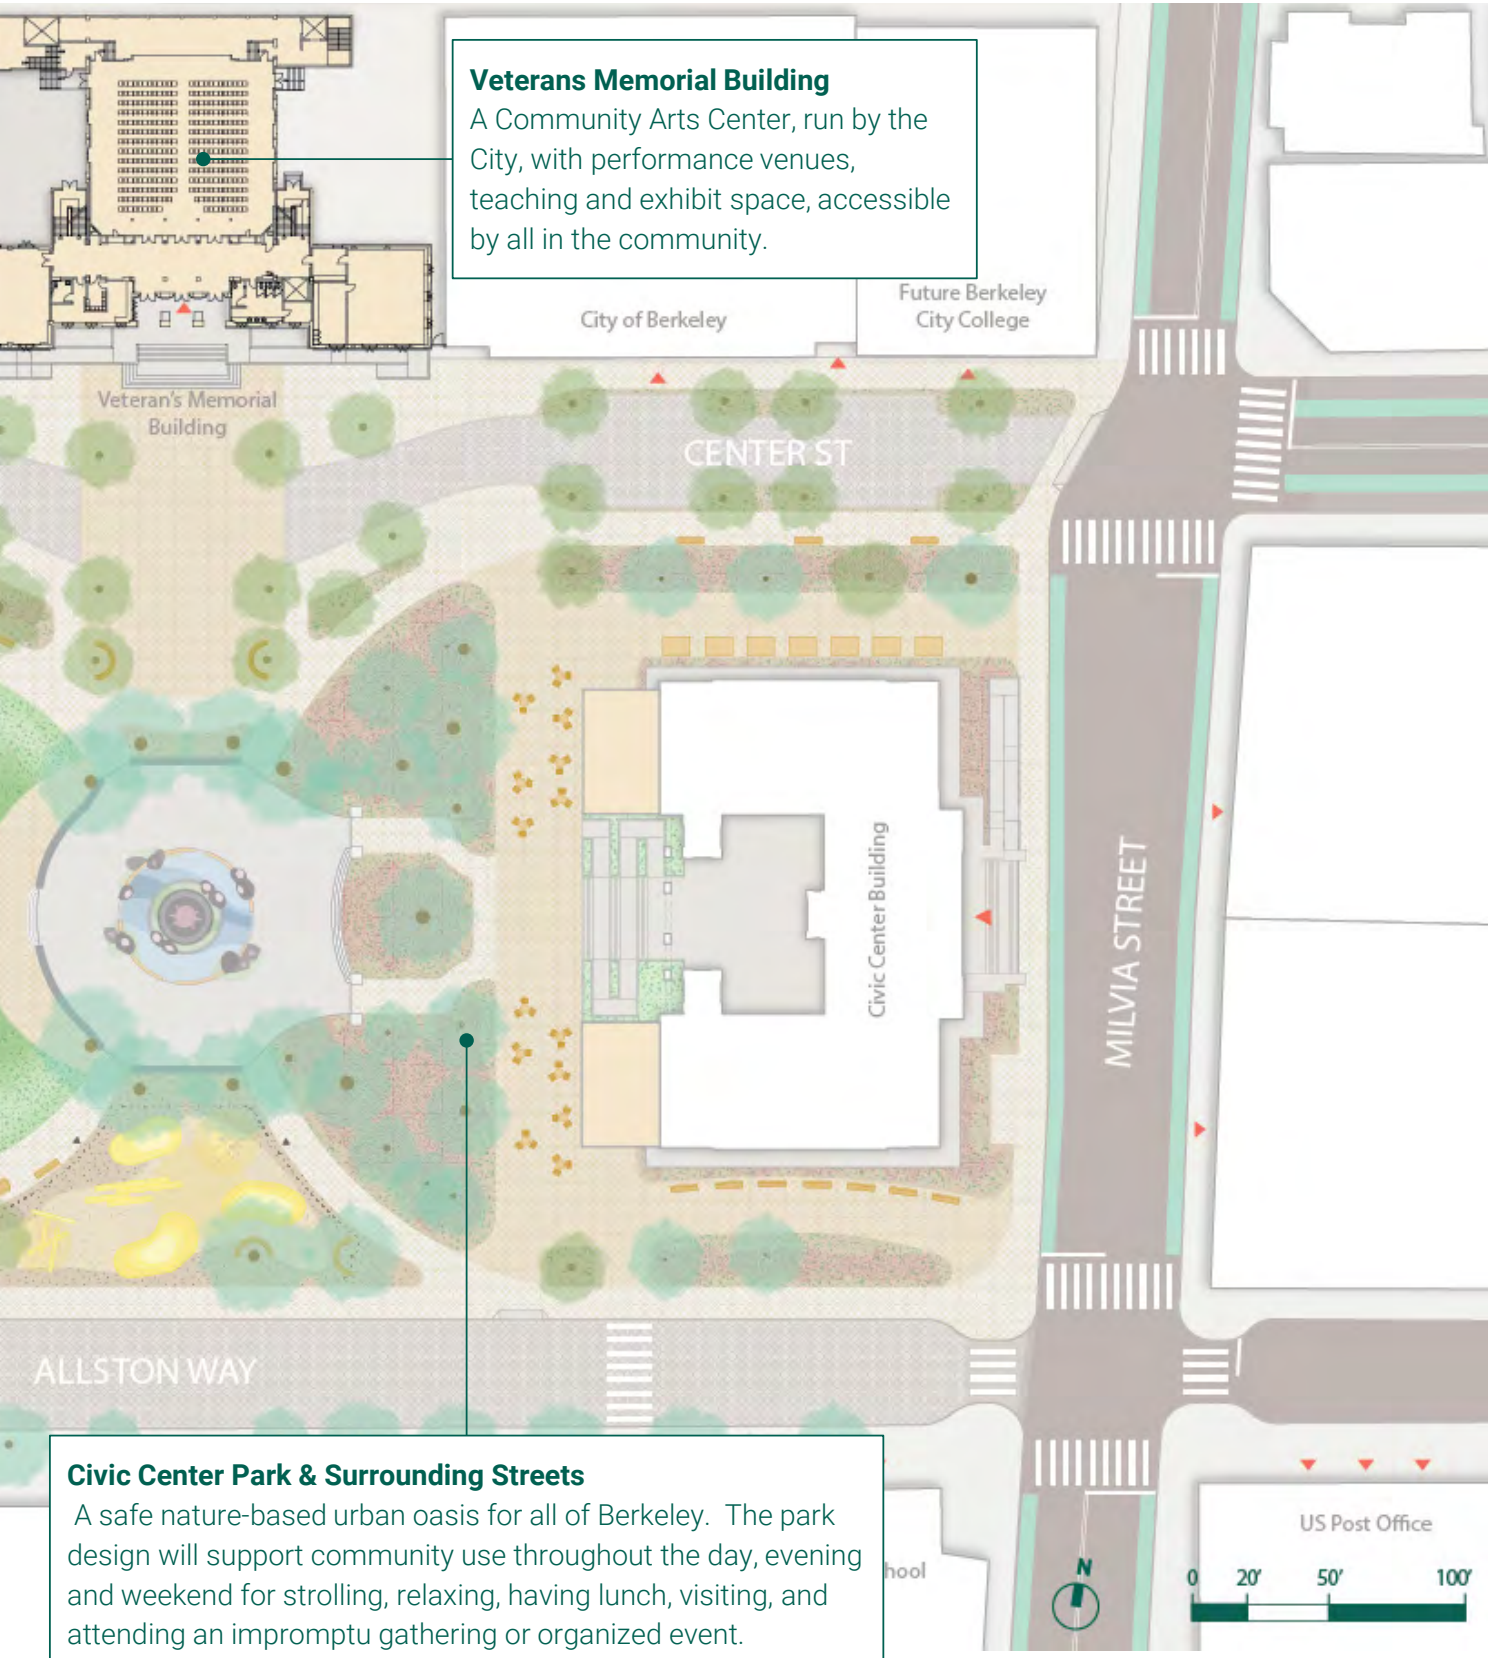 Veterans Memorial Building
A Community Arts Center, run by the
City, with performance venues,
teaching and exhibit space, accessible
by all in the community.
City of Berkeley
Future Berkeley
City College
Veteran's Memorial
Building
CENTER ST
Civic Center Building
MILVIA STREET
ALLSTON WAY
Civic Center Park & Surrounding Streets
A safe nature-based urban oasis for all of Berkeley. The park
design will support community use throughout the day, evening
and weekend for strolling, relaxing, having lunch, visiting, and
attending an impromptu gathering or organized event.
hool
US Post Office
N
0 20' 50' 100'